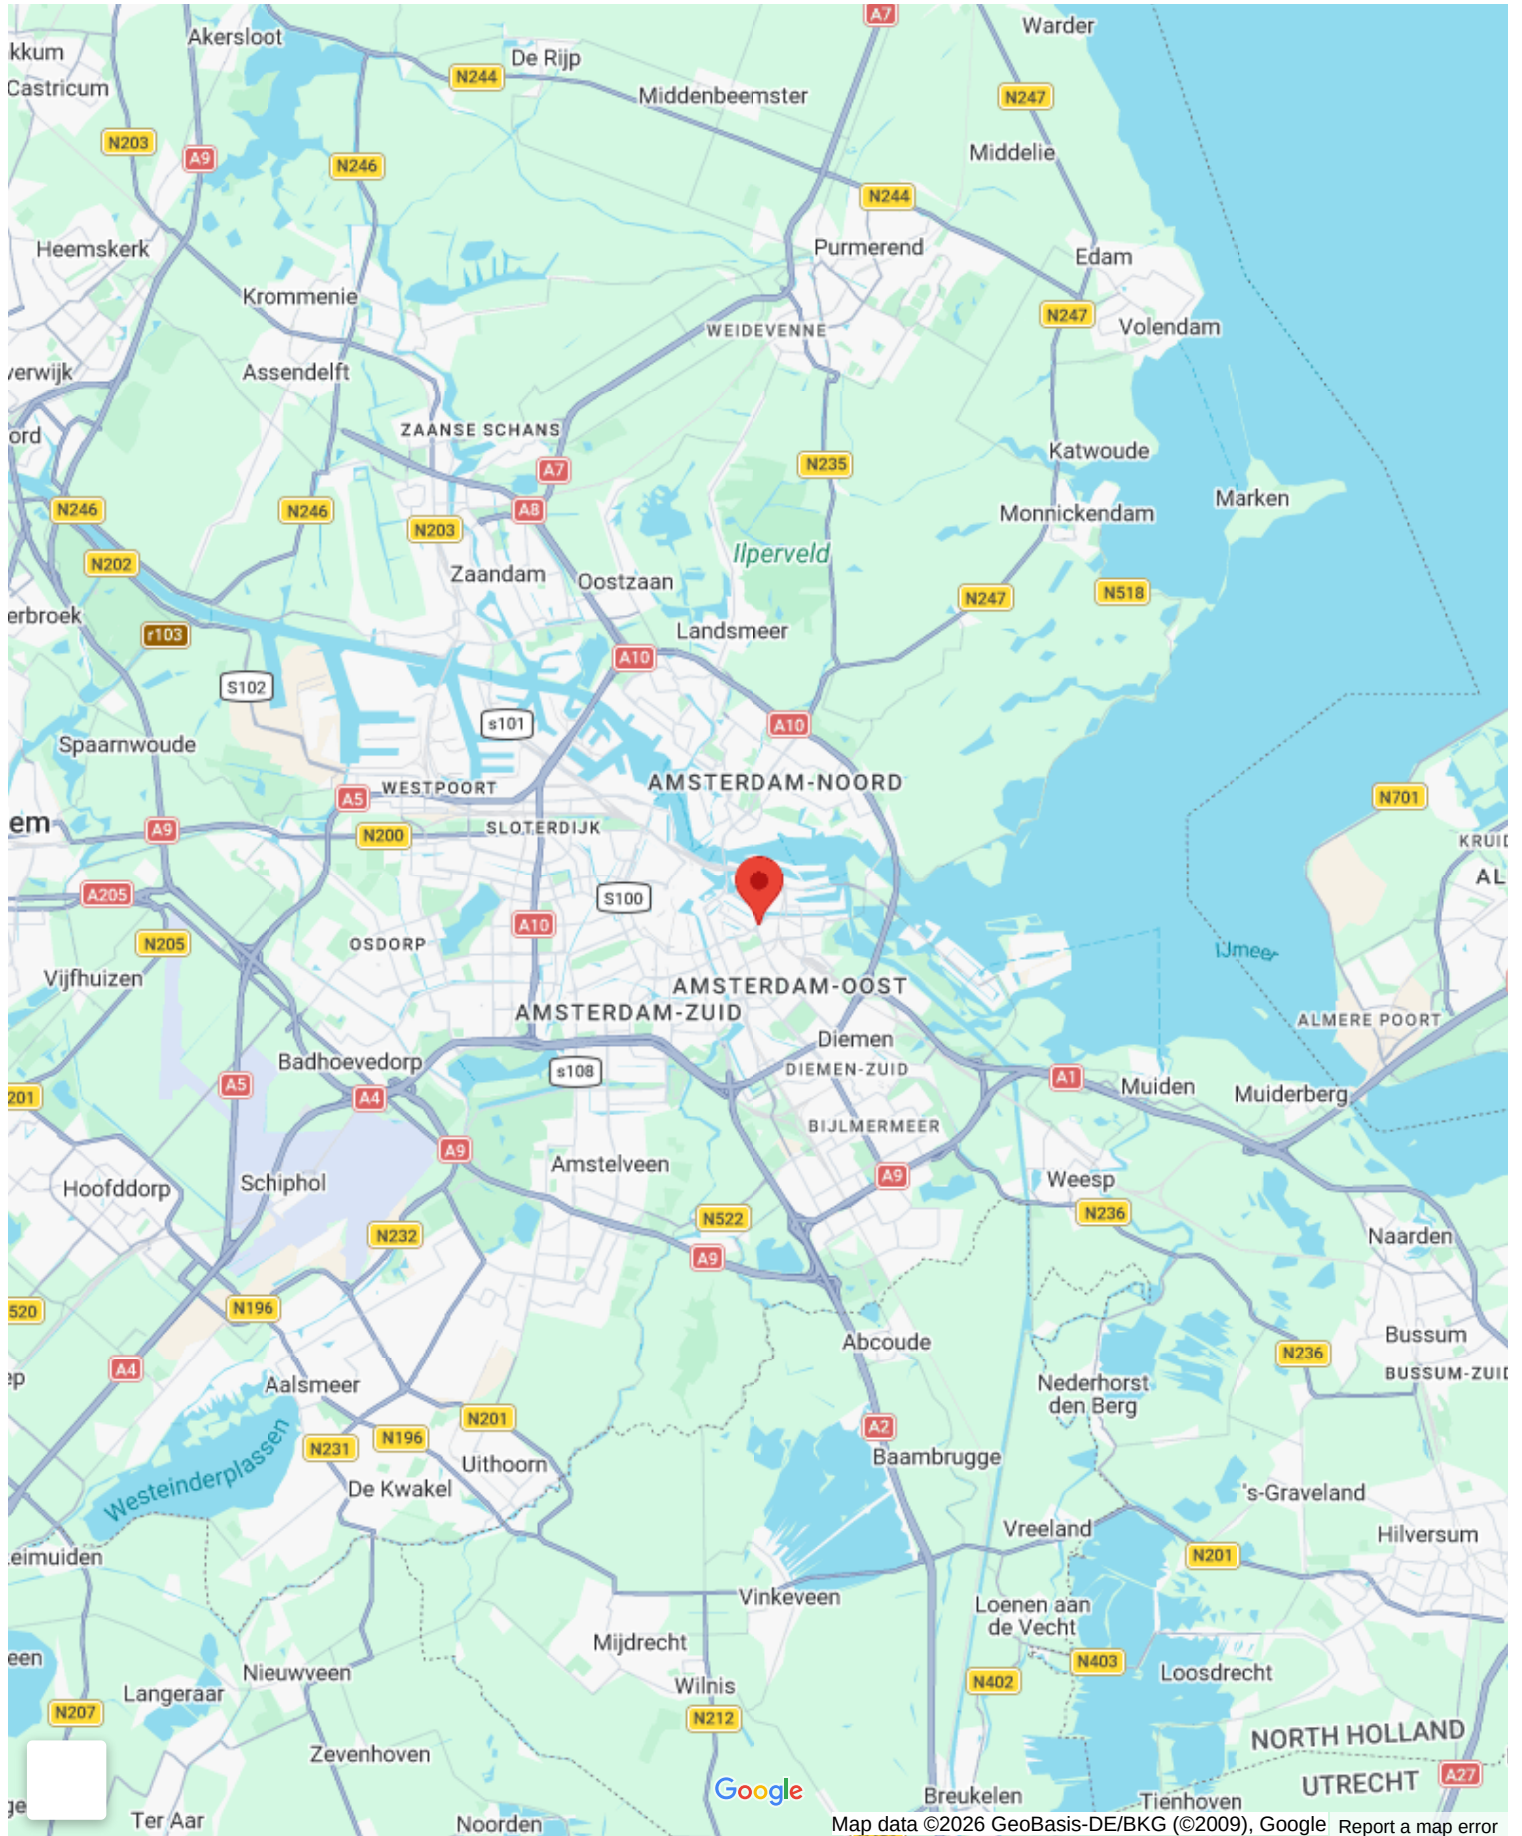 A7
Warder
Akersloot
kkum
De Rijp
N244
Castricum
Middenbeemster
N247
N203
A9
N246
Middelie
N244
Heemskerk
Purmerend
Edam
Krommenie
N247
WEIDEVENNE
Volendam
verwijk
Assendelft
ZAANSE SCHANS
ord
Katwoude
N235
A7
Marken
N246
N246
A8
Monnickendam
N203
Ilperveld
N202
Zaandam
Oostzaan
N247
N518
erbroek
r103
Landsmeer
A10
S102
s101
A10
Spaarnwoude
AMSTERDAM-NOORD
WESTPOORT
A5
N701
em
A9
N200
SLOTERDIJK
KRUID
AL
A205
S100
A10
N205
OSDORP
IJmeer
Vijfhuizen
AMSTERDAM-OOST
AMSTERDAM-ZUID
ALMERE POORT
Diemen
Badhoevedorp
s108
DIEMEN-ZUID
A5
A1
Muiden
201
A4
Muiderberg
BIJLMERMEER
A9
Amstelveen
A9
Hoofddorp
Schiphol
Weesp
N522
N236
N232
Naarden
A9
N196
520
Abcoude
Bussum
N236
A4
BUSSUM-ZUID
ep
Aalsmeer
Nederhorst
den Berg
N201
A2
N196
N231
Baambrugge
Westeinderplassen
Uithoorn
De Kwakel
's-Graveland
Vreeland
Hilversum
Leimuiden
N201
Vinkeveen
Loenen aan
de Vecht
Mijdrecht
een
N403
Nieuwveen
Loosdrecht
N402
Langeraar
Wilnis
N207
N212
NORTH HOLLAND
Zevenhoven
A27
UTRECHT
Google
Breukelen
Tienhoven
ge
Ter Aar
Noorden
Map data ©2026 GeoBasis-DE/BKG (©2009), Google
Report a map error